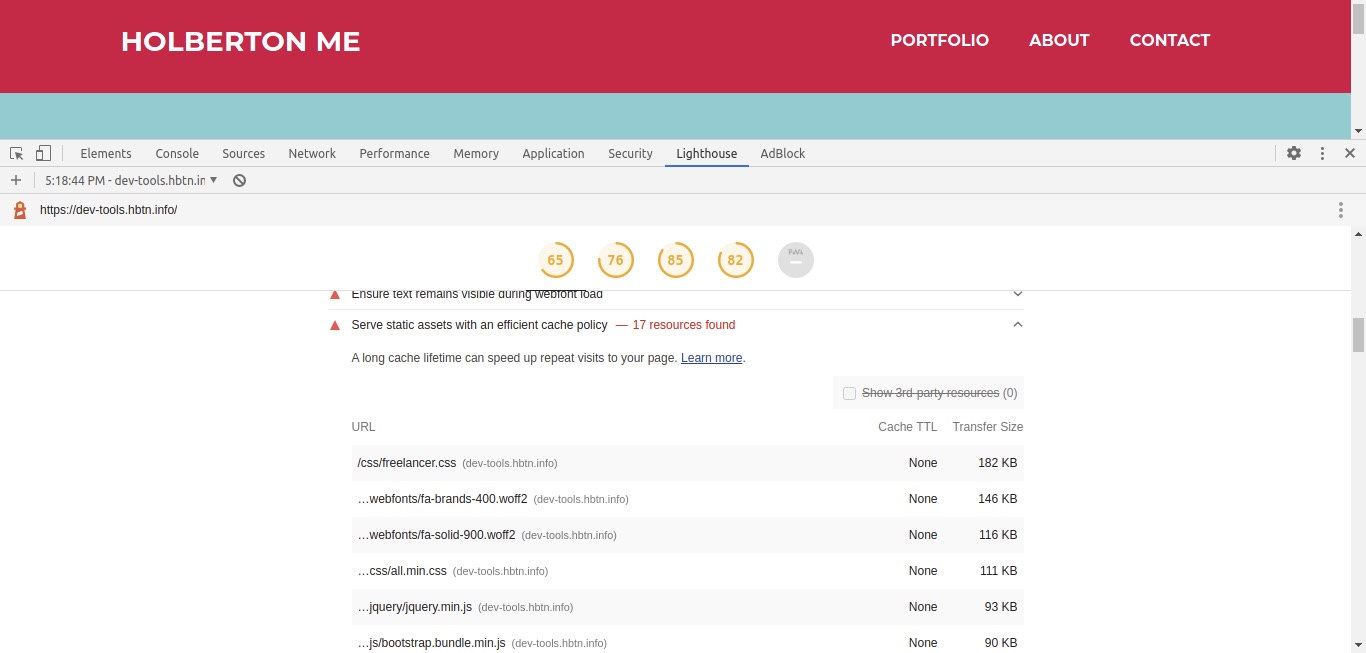 HOLBERTON ME PORTFOLIO ABOUT CONTACT
Elements Console Sources Network Performance Memory Application Security Lighthouse AdBlock
5:18:44 PM - dev-tools.hbtn.in
https://dev-tools.hbtn.info/
65 76 85 82 PWA
Ensure text remains visible during webfont load
Serve static assets with an efficient cache policy — 17 resources found
A long cache lifetime can speed up repeat visits to your page. Learn more.
Show 3rd-party resources (0)
URL Cache TTL Transfer Size
/css/freelancer.css (dev-tools.hbtn.info) None 182 KB
…webfonts/fa-brands-400.woff2 (dev-tools.hbtn.info) None 146 KB
…webfonts/fa-solid-900.woff2 (dev-tools.hbtn.info) None 116 KB
…css/all.min.css (dev-tools.hbtn.info) None 111 KB
…jquery/jquery.min.js (dev-tools.hbtn.info) None 93 KB
…js/bootstrap.bundle.min.js (dev-tools.hbtn.info) None 90 KB